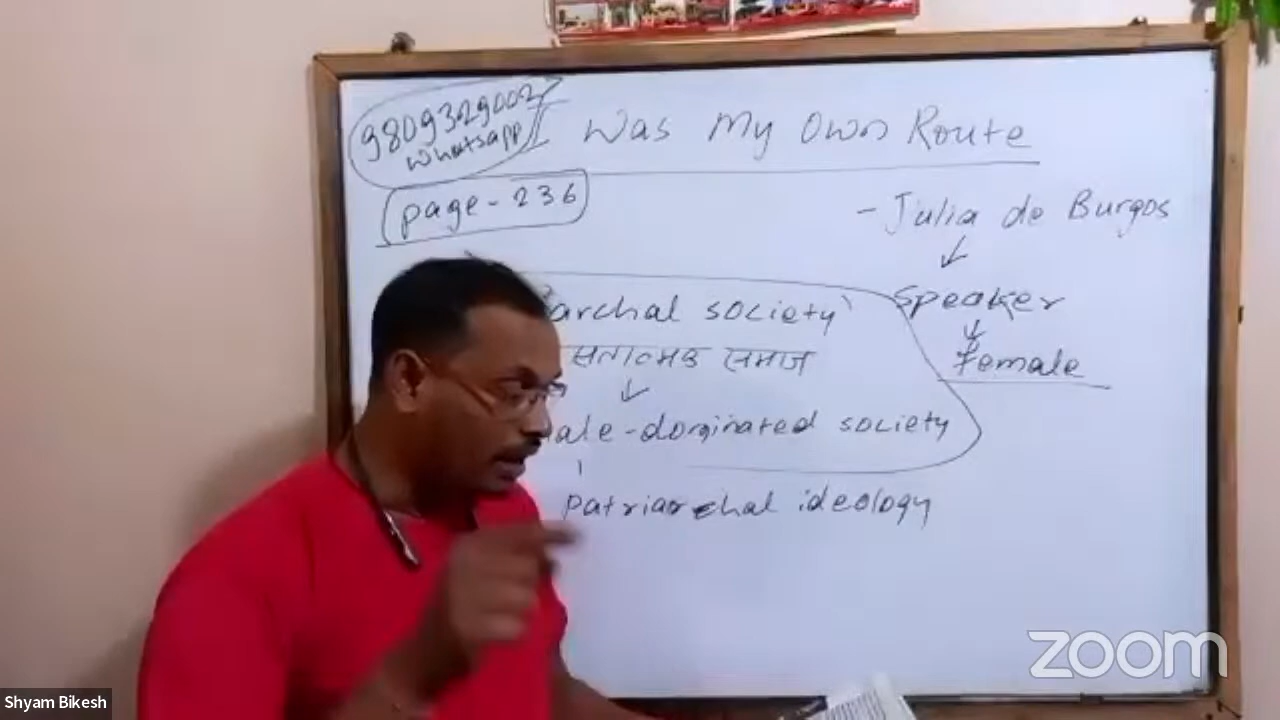 9809329002
Whatsapp
I Was My Own Route
page-236
- Julia de Burgos
Speaker
Female
archal society
समाज
ale-dominated society
patriarchal ideology
zoom
Shyam Bikesh